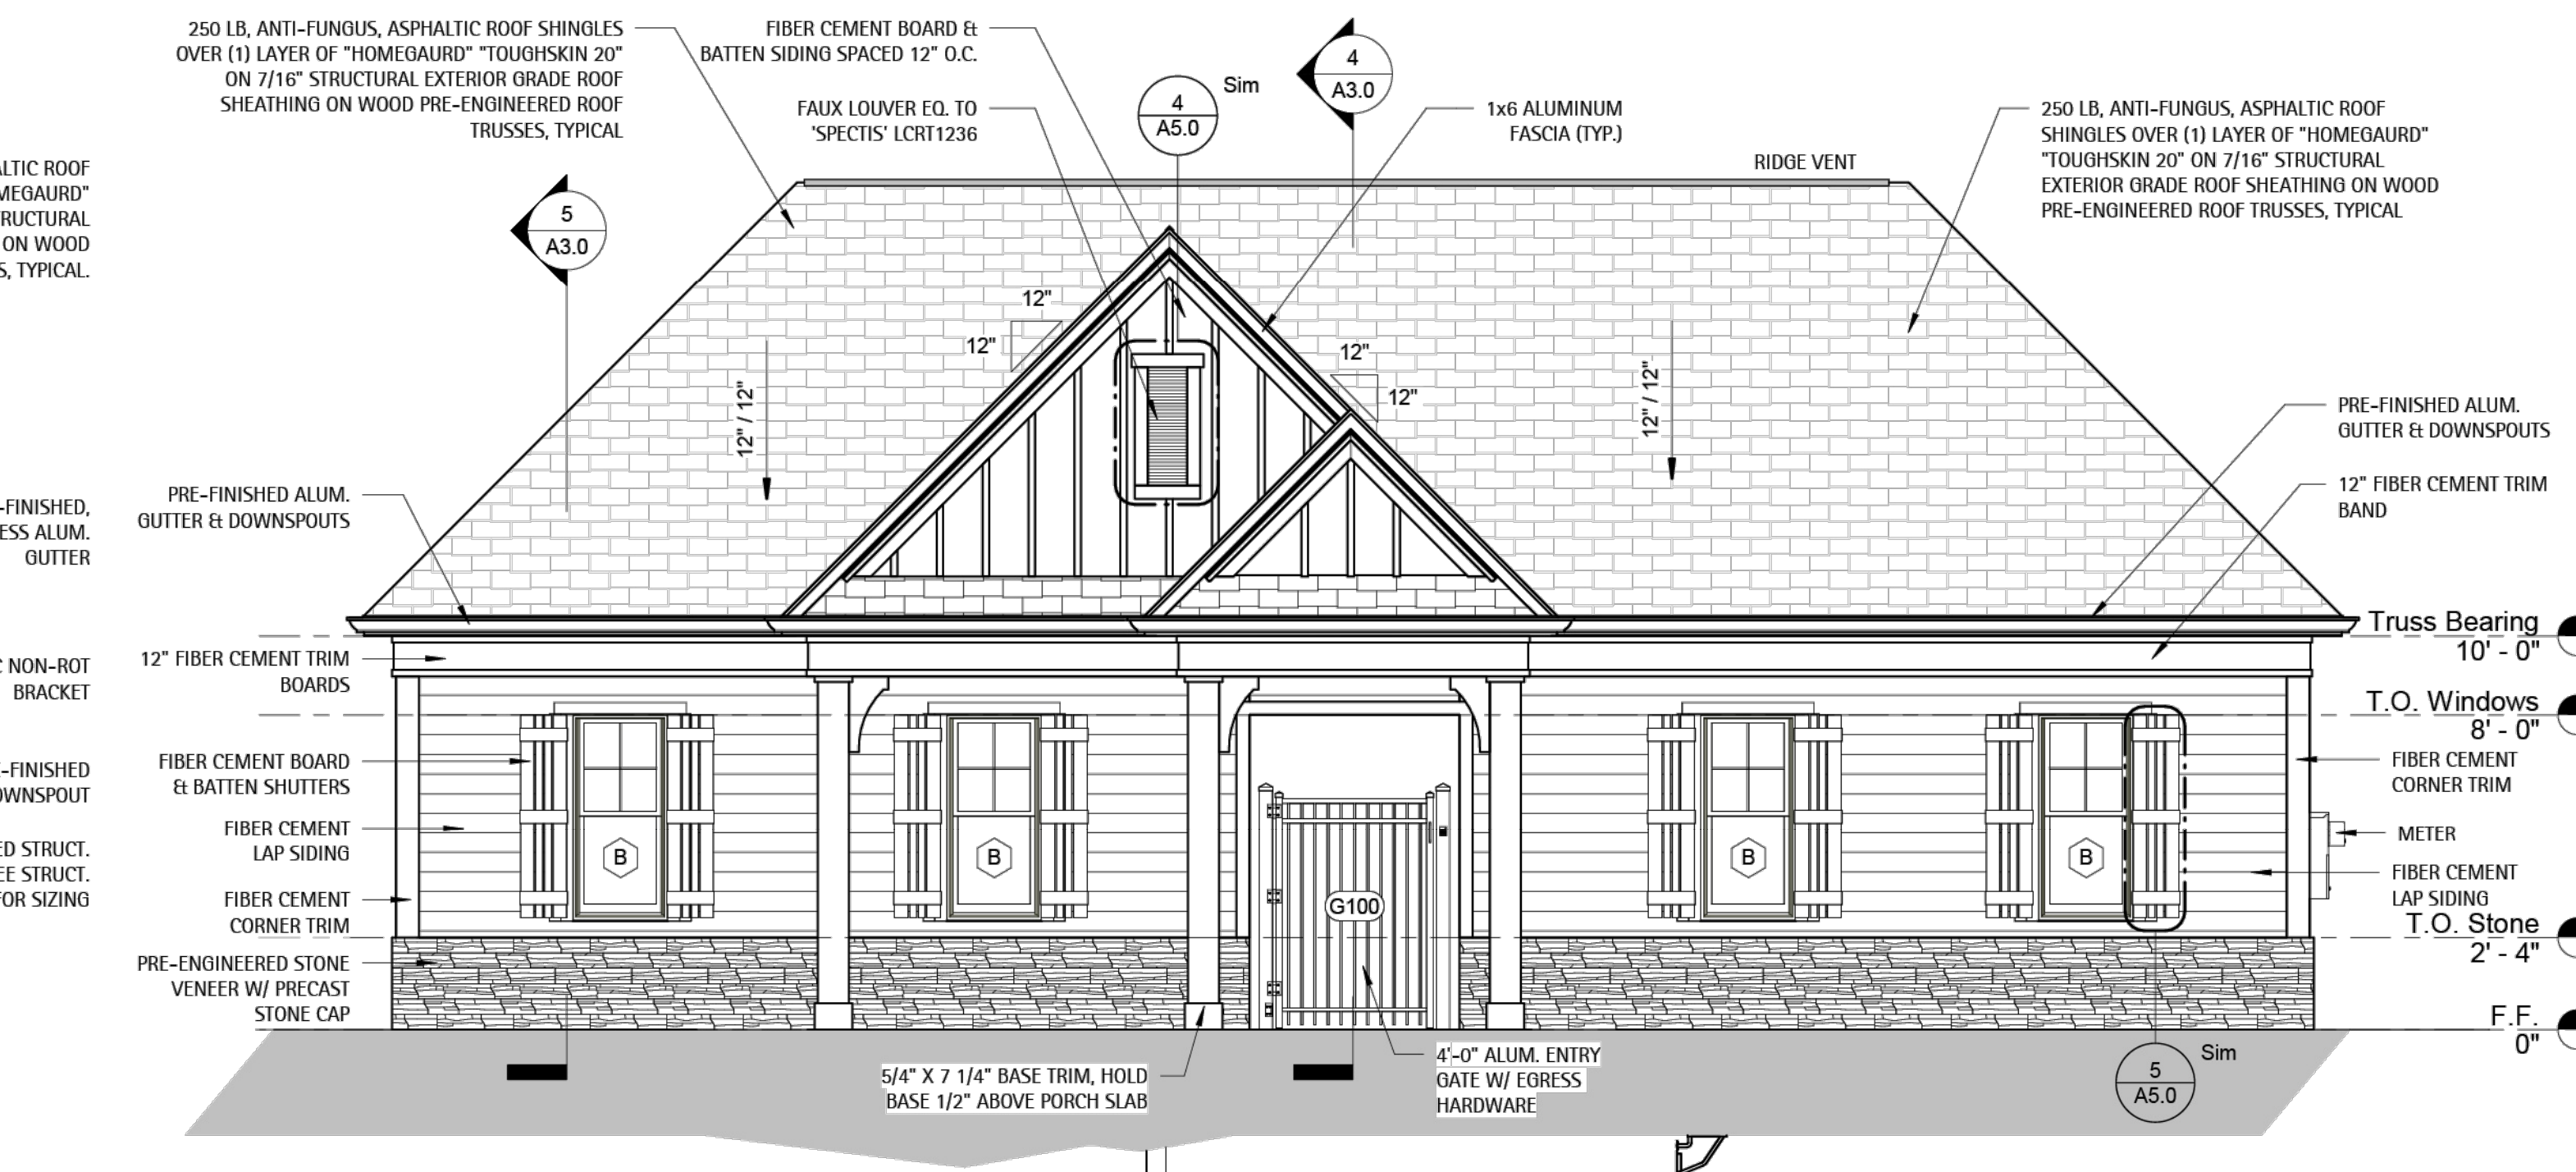 250 LB, ANTI-FUNGUS, ASPHALTIC ROOF SHINGLES
OVER (1) LAYER OF "HOMEGAURD" "TOUGHSKIN 20"
ON 7/16" STRUCTURAL EXTERIOR GRADE ROOF
SHEATHING ON WOOD PRE-ENGINEERED ROOF
TRUSSES, TYPICAL
FIBER CEMENT BOARD &
BATTEN SIDING SPACED 12" O.C.
FAUX LOUVER EQ. TO
'SPECTIS' LCRT1236
4
A5.0
Sim
4
A3.0
1x6 ALUMINUM
FASCIA (TYP.)
RIDGE VENT
250 LB, ANTI-FUNGUS, ASPHALTIC ROOF
SHINGLES OVER (1) LAYER OF "HOMEGAURD"
"TOUGHSKIN 20" ON 7/16" STRUCTURAL
EXTERIOR GRADE ROOF SHEATHING ON WOOD
PRE-ENGINEERED ROOF TRUSSES, TYPICAL
ALTIC ROOF
MEGAURD"
TRUCTURAL
ON WOOD
S, TYPICAL.
5
A3.0
12"
12"
12"
12"
12" / 12"
12" / 12"
-FINISHED,
ESS ALUM.
GUTTER
PRE-FINISHED ALUM.
GUTTER & DOWNSPOUTS
PRE-FINISHED ALUM.
GUTTER & DOWNSPOUTS
12" FIBER CEMENT TRIM
BAND
C NON-ROT
BRACKET
12" FIBER CEMENT TRIM
BOARDS
Truss Bearing
10' - 0"
T.O. Windows
8' - 0"
E-FINISHED
OWNSPOUT
FIBER CEMENT BOARD
& BATTEN SHUTTERS
FIBER CEMENT
CORNER TRIM
ED STRUCT.
EE STRUCT.
FOR SIZING
FIBER CEMENT
LAP SIDING
METER
B
B
B
B
FIBER CEMENT
LAP SIDING
FIBER CEMENT
CORNER TRIM
G100
T.O. Stone
2' - 4"
PRE-ENGINEERED STONE
VENEER W/ PRECAST
STONE CAP
F.F.
0"
5/4" X 7 1/4" BASE TRIM, HOLD
BASE 1/2" ABOVE PORCH SLAB
4'-0" ALUM. ENTRY
GATE W/ EGRESS
HARDWARE
5
A5.0
Sim